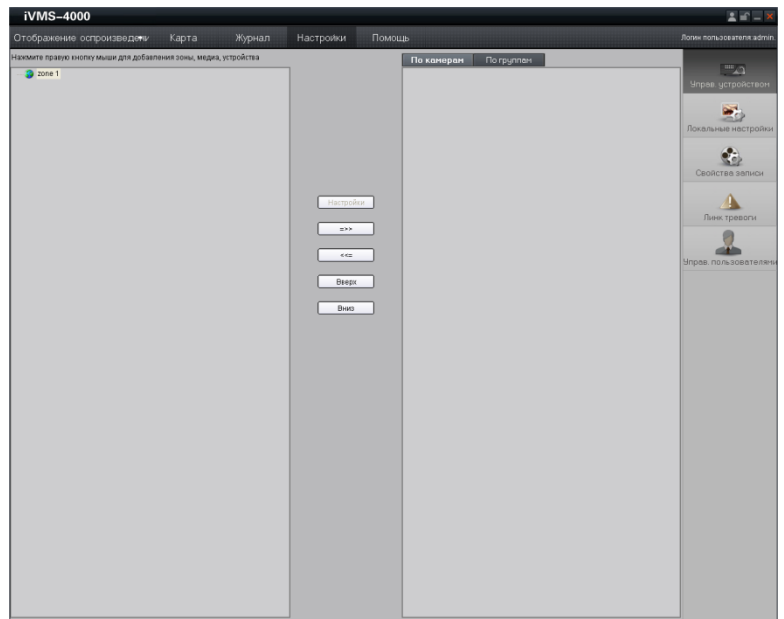 iVMS-4000
Отображение оспроизведени Карта Журнал Настройки Помощь Логин пользователя:admin.
Нажмите правую кнопку мыши для добавления зоны, медиа, устройства
По камерам По группам
zone 1
Управ. устройством
Локальные настройки
Свойства записи
Линк тревоги
Управ. пользователями
Настройки
=>>
<<=
Вверх
Вниз